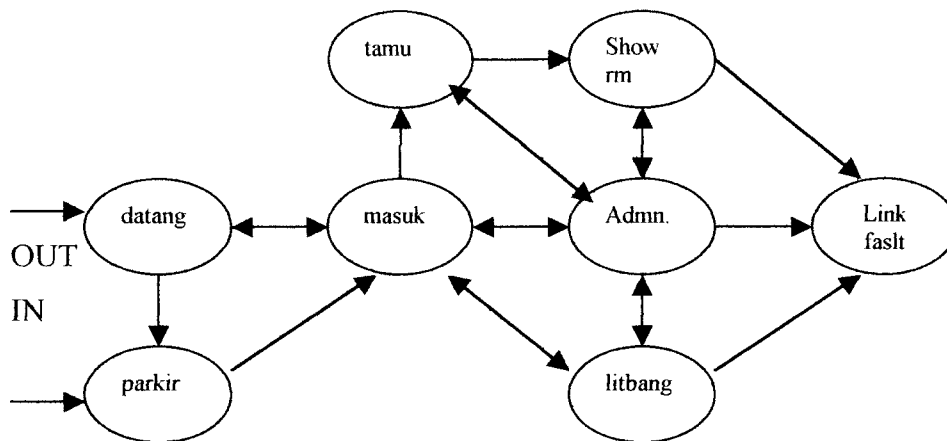 tamu
Show
rm
datang
masuk
Admn.
Link
faslt
OUT
IN
parkir
litbang